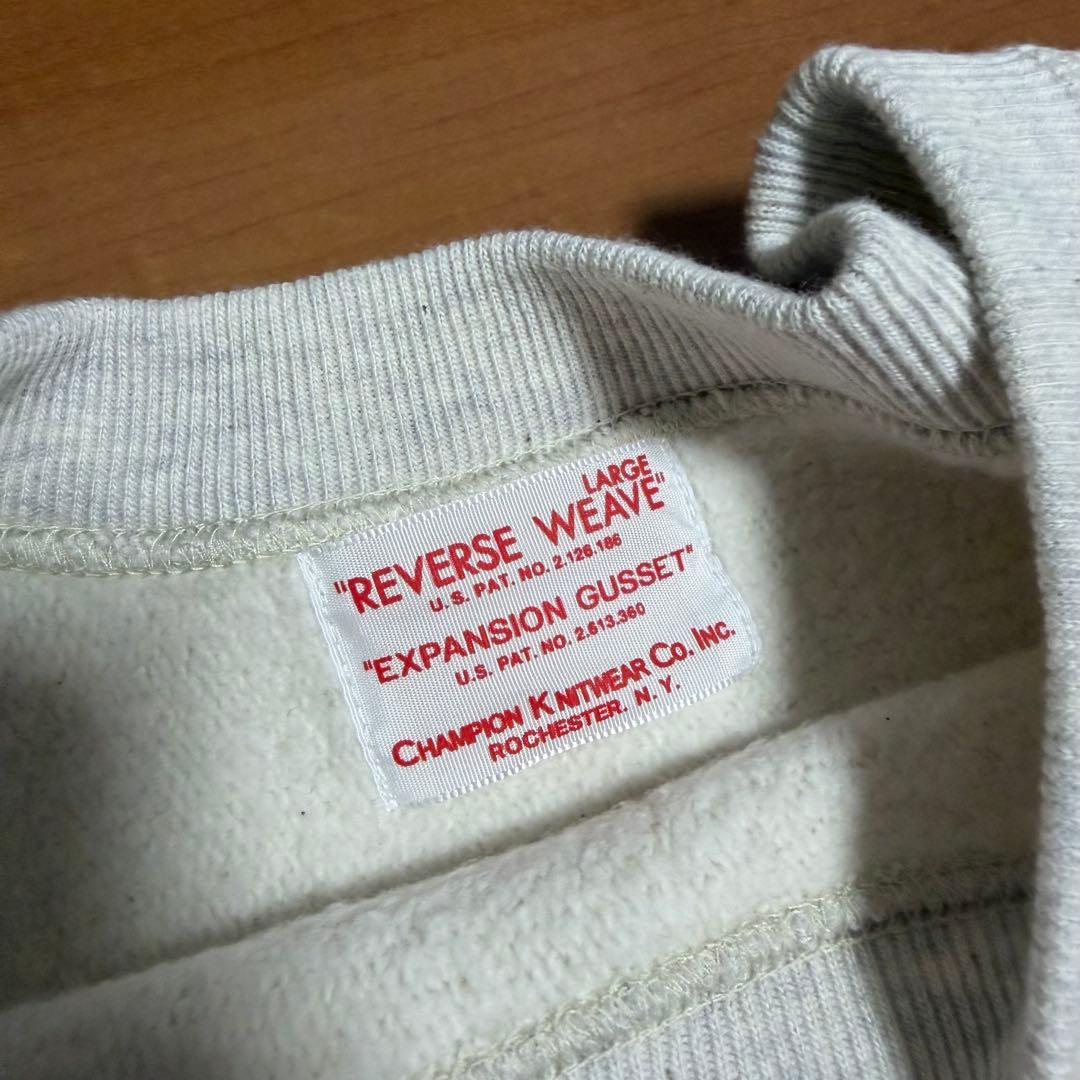 LARGE
"REVERSE WEAVE"
U.S. PAT. NO. 2.126.186
"EXPANSION GUSSET"
U.S. PAT. NO. 2.613.360
CHAMPION KNITWEAR CO. INC.
ROCHESTER. N.Y.